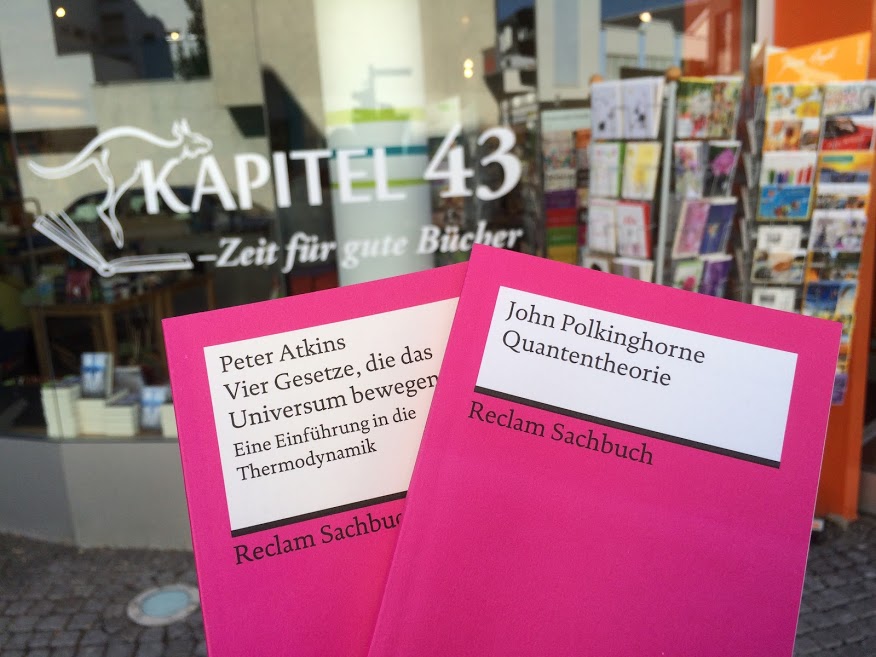 KAPITEL 43
-Zeit für gute Bücher
Peter Atkins
Vier Gesetze, die das
Universum bewegen
Eine Einführung in die
Thermodynamik
Reclam Sachbuc
John Polkinghorne
Quantentheorie
Reclam Sachbuch